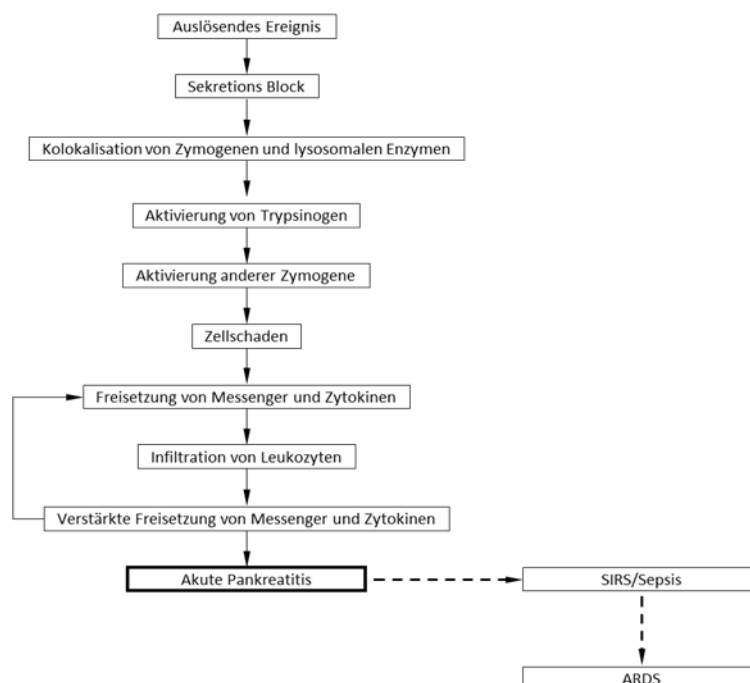 Auslösendes Ereignis
Sekretions Block
Kolokalisation von Zymogenen und lysosomalen Enzymen
Aktivierung von Trypsinogen
Aktivierung anderer Zymogene
Zellschaden
Freisetzung von Messenger und Zytokinen
Infiltration von Leukozyten
Verstärkte Freisetzung von Messenger und Zytokinen
Akute Pankreatitis
SIRS/Sepsis
ARDS